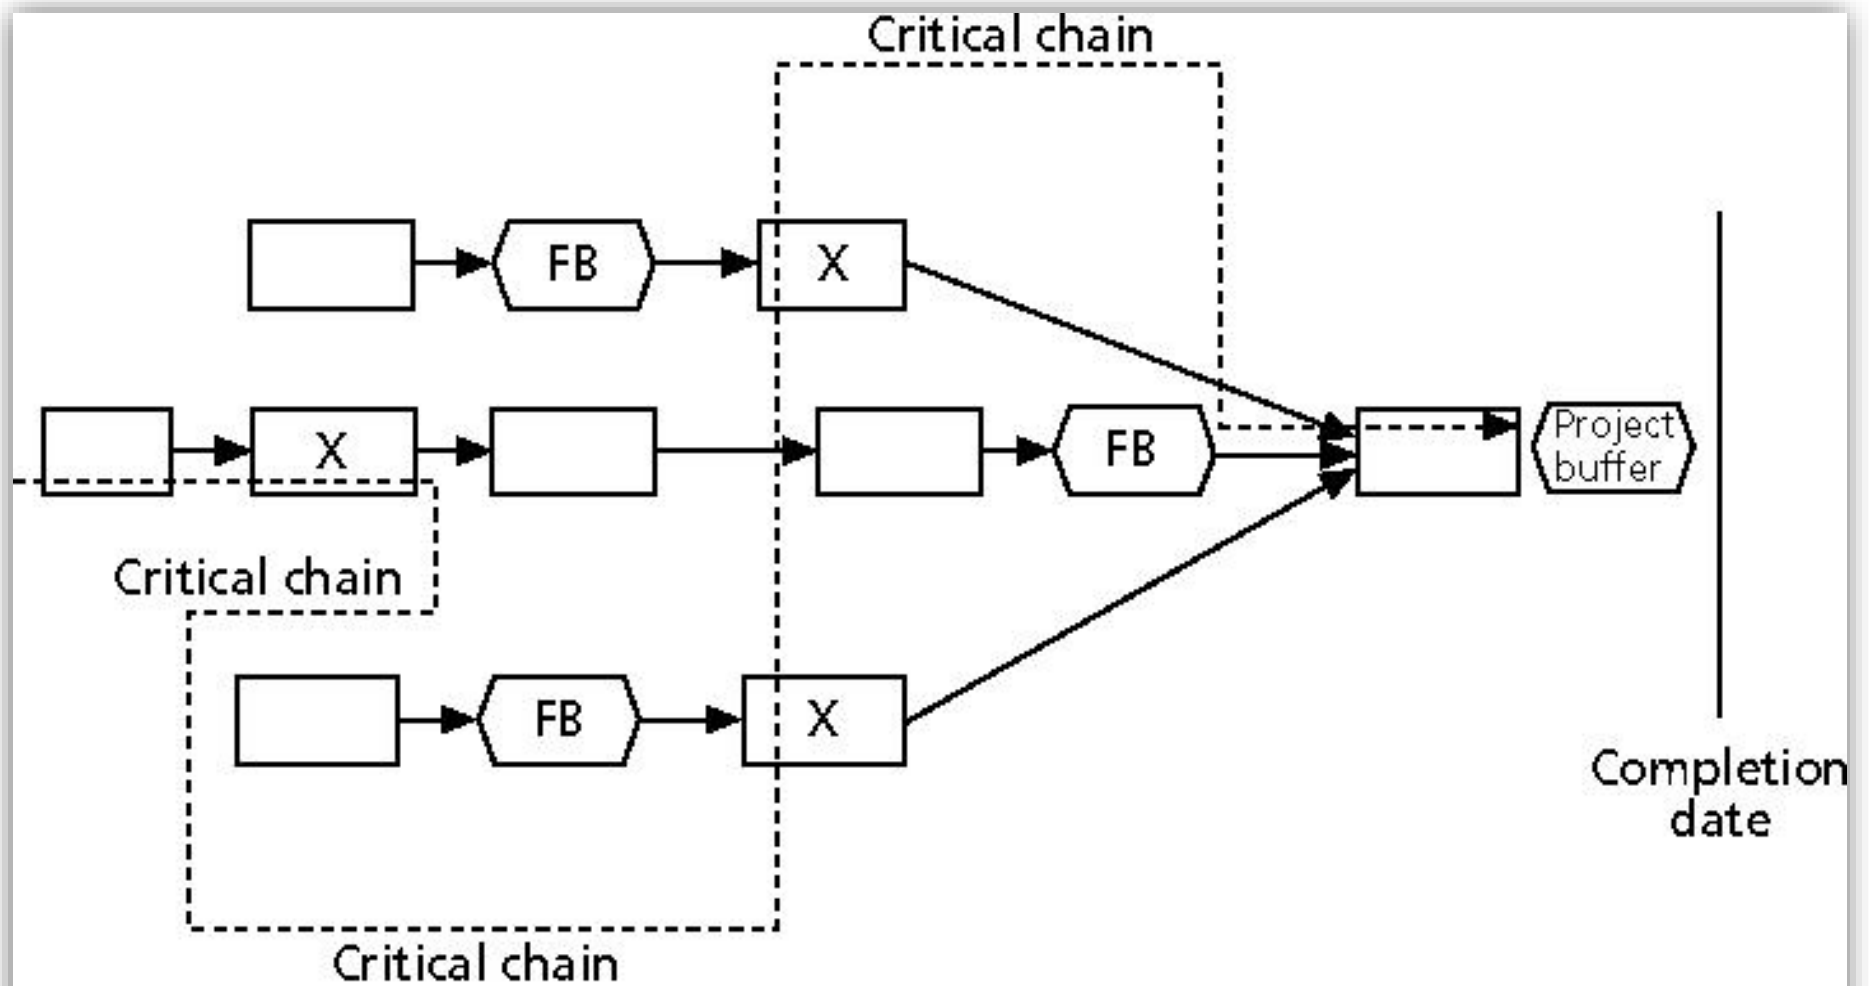 Critical chain
FB
X
X
FB
Project
buffer
Critical chain
FB
X
Completion
date
Critical chain